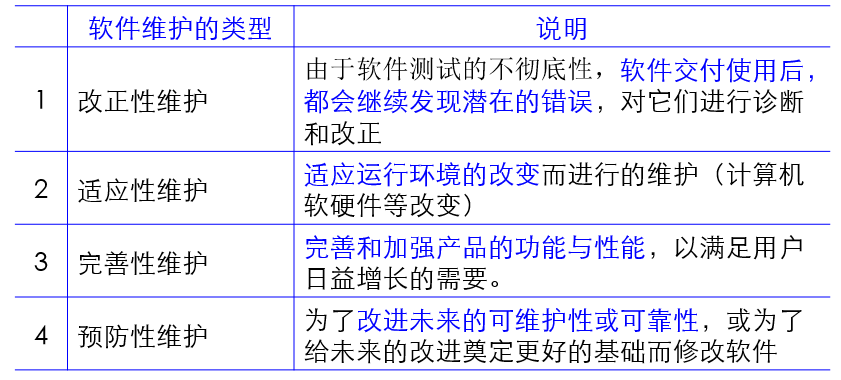 软件维护的类型 说明
由于软件测试的不彻底性，软件交付使用后，
1 改正性维护 都会继续发现潜在的错误，对它们进行诊断
和改正
2 适应性维护 适应运行环境的改变而进行的维护（计算机
软硬件等改变）
3 完善性维护 完善和加强产品的功能与性能，以满足用户
日益增长的需要。
4 预防性维护 为了改进未来的可维护性或可靠性，或为了
给未来的改进奠定更好的基础而修改软件